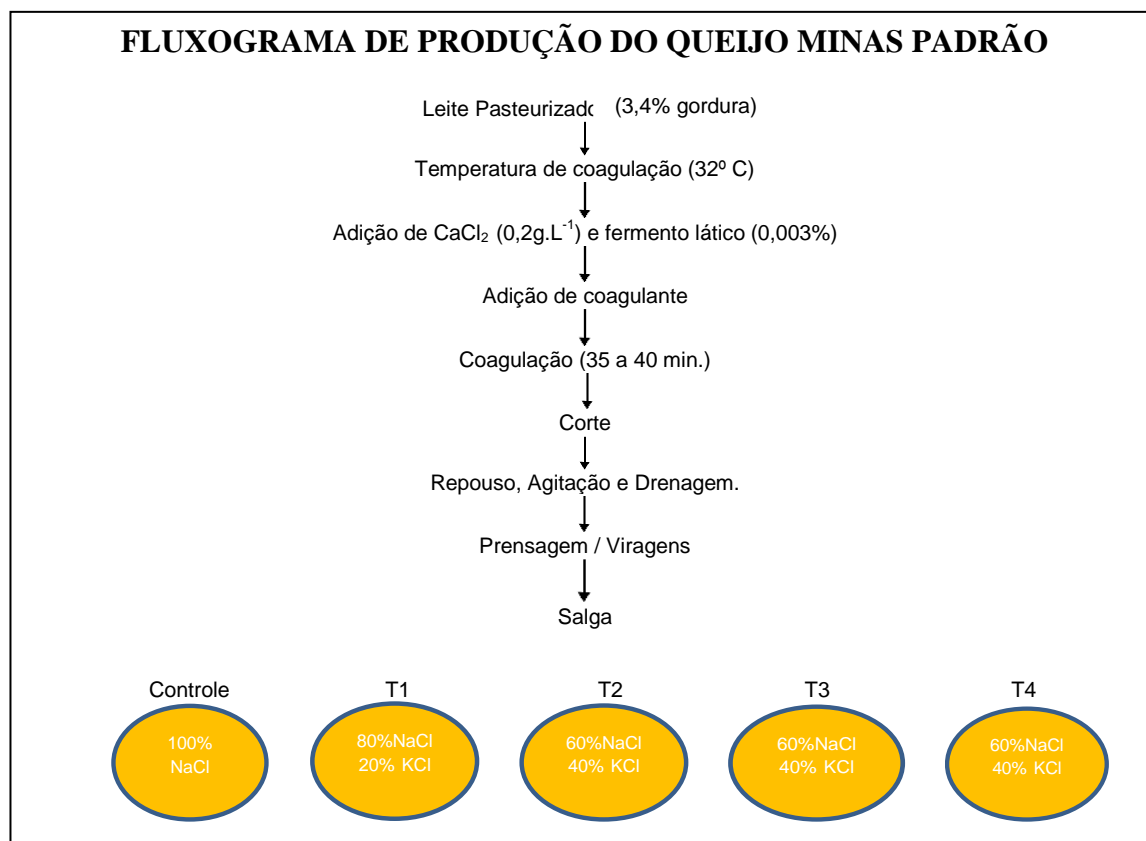 FLUXOGRAMA DE PRODUÇÃO DO QUEIJO MINAS PADRÃO
Leite Pasteurizado (3,4% gordura)
Temperatura de coagulação (32º C)
Adição de CaCl₂ (0,2g.L⁻¹) e fermento lático (0,003%)
Adição de coagulante
Coagulação (35 a 40 min.)
Corte
Repouso, Agitação e Drenagem.
Prensagem / Viragens
Salga
Controle T1 T2 T3 T4
100% 80%NaCl 60%NaCl 60%NaCl 60%NaCl
NaCl 20% KCl 40% KCl 40% KCl 40% KCl